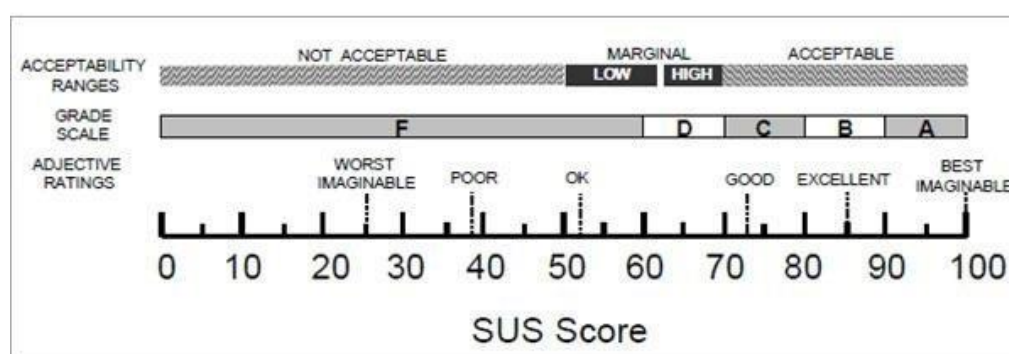 NOT ACCEPTABLE MARGINAL ACCEPTABLE
ACCEPTABILITY RANGES LOW HIGH
GRADE SCALE F D C B A
ADJECTIVE RATINGS WORST IMAGINABLE POOR OK GOOD EXCELLENT BEST IMAGINABLE
0 10 20 30 40 50 60 70 80 90 100
SUS Score